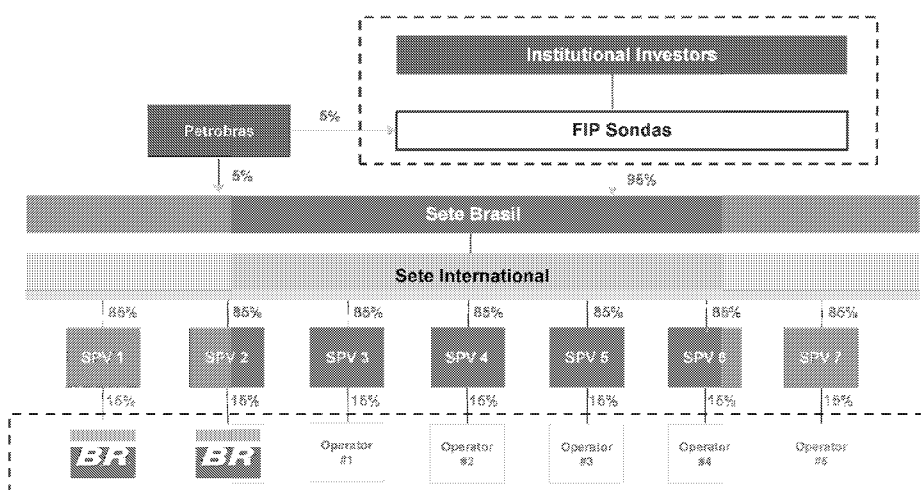 Institutional Investors
Petrobras
5%
FIP Sondas
5%
95%
Sete Brasil
Sete International
85% 85% 85% 85% 85% 85% 85%
SPV 1 SPV 2 SPV 3 SPV 4 SPV 5 SPV 6 SPV 7
15% 15% 15% 15% 15% 15% 15%
BR BR Operator Operator Operator Operator Operator
#1 #2 #3 #4 #5